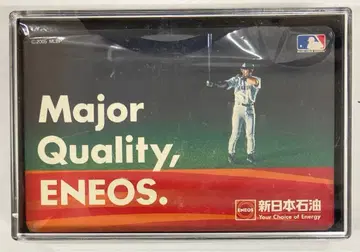 Major
Quality,
ENEOS.
ENEOS
新日本石油
Your Choice of Energy